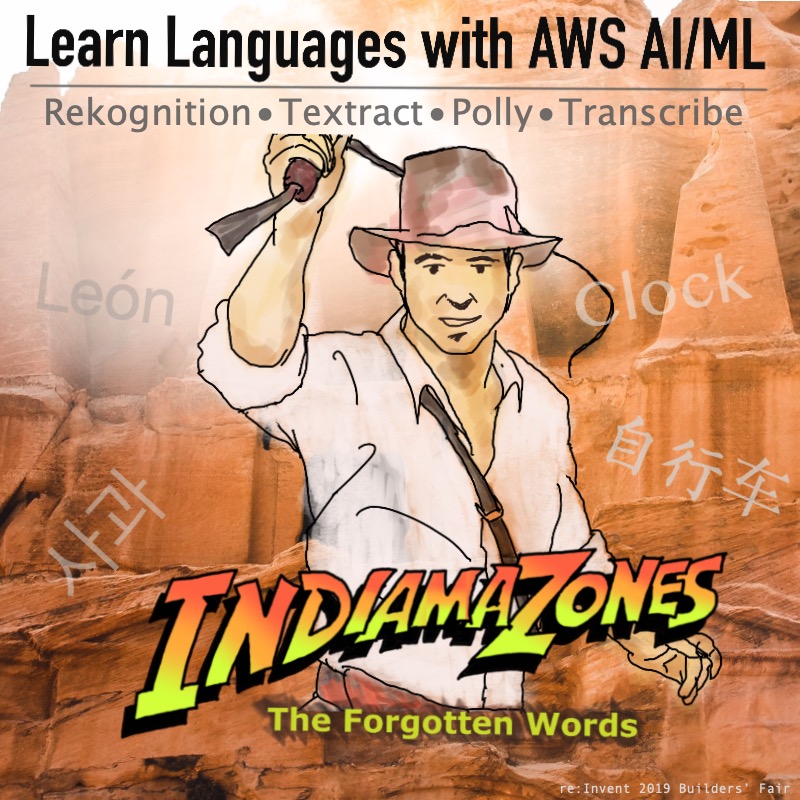 Learn Languages with AWS AI/ML
Rekognition • Textract • Polly • Transcribe
León
Clock
自行车
사과
INDIAMAZONES
The Forgotten Words
re:Invent 2019 Builders' Fair